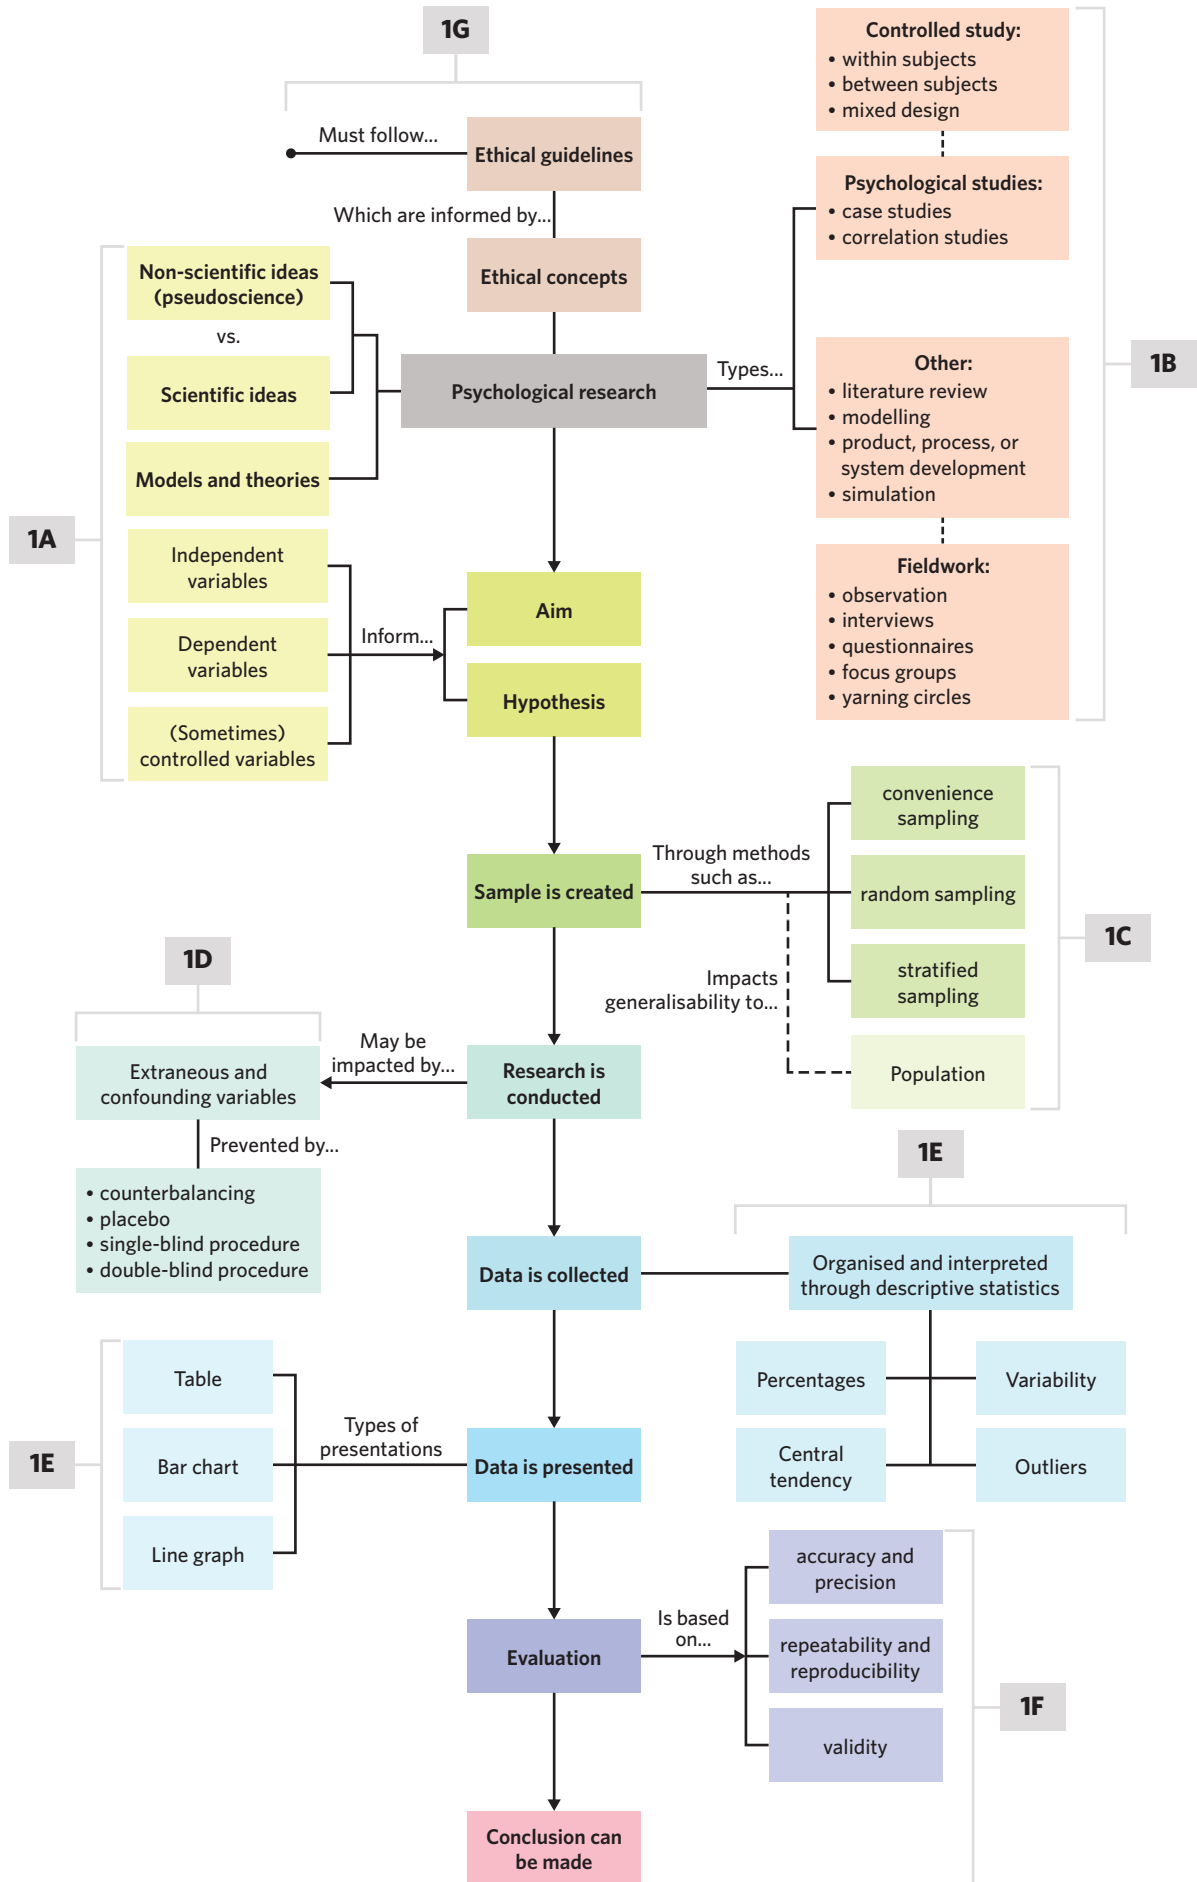 1G
Must follow...
Ethical guidelines
Which are informed by...
Ethical concepts
Controlled study:
• within subjects
• between subjects
• mixed design
Psychological studies:
• case studies
• correlation studies
Non-scientific ideas
(pseudoscience)
vs.
Scientific ideas
Models and theories
Psychological research
Types...
Other:
• literature review
• modelling
• product, process, or
system development
• simulation
1B
1A
Independent
variables
Dependent
variables
(Sometimes)
controlled variables
Inform...
Aim
Hypothesis
Fieldwork:
• observation
• interviews
• questionnaires
• focus groups
• yarning circles
Sample is created
Through methods
such as...
convenience
sampling
random sampling
stratified
sampling
Impacts
generalisability to...
Population
1C
1D
Extraneous and
confounding variables
May be
impacted by...
Research is
conducted
Prevented by...
• counterbalancing
• placebo
• single-blind procedure
• double-blind procedure
1E
Data is collected
Organised and interpreted
through descriptive statistics
Percentages
Variability
Central
tendency
Outliers
1E
Table
Bar chart
Line graph
Types of
presentations
Data is presented
Evaluation
Is based
on...
accuracy and
precision
repeatability and
reproducibility
validity
1F
Conclusion can
be made